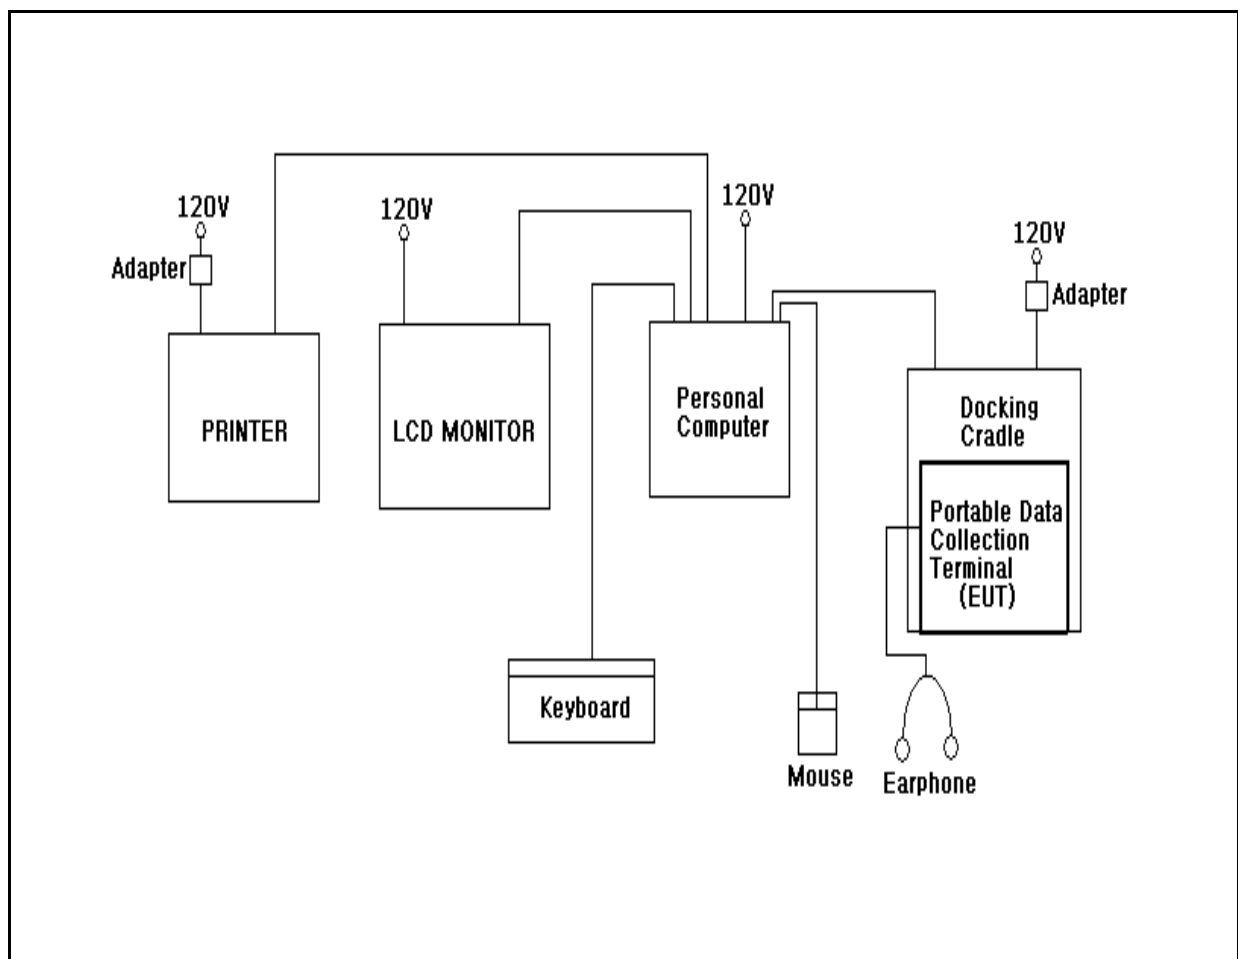 120V
120V
120V
120V
Adapter
Adapter
PRINTER
LCD MONITOR
Personal
Computer
Docking
Cradle
Portable Data
Collection
Terminal
(EUT)
Keyboard
Mouse
Earphone